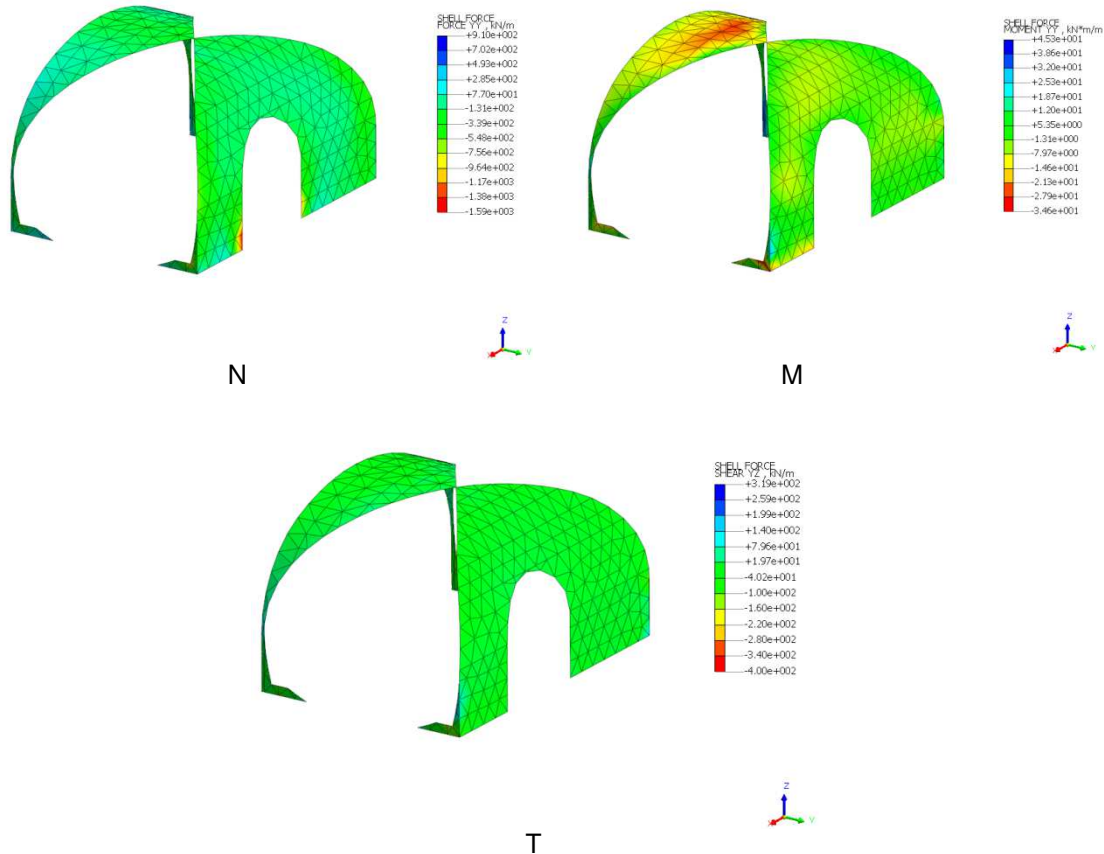 SHELL FORCE
FORCE YY , kN/m
+9.10e+002
+7.02e+002
+4.93e+002
+2.85e+002
+7.70e+001
-1.31e+002
-3.39e+002
-5.48e+002
-7.56e+002
-9.64e+002
-1.17e+003
-1.38e+003
-1.59e+003
Z
X
Y
N
SHELL FORCE
MOMENT YY , kN*m/m
+4.53e+001
+3.86e+001
+3.20e+001
+2.53e+001
+1.87e+001
+1.20e+001
+5.35e+000
-1.31e+000
-7.97e+000
-1.46e+001
-2.13e+001
-2.79e+001
-3.46e+001
Z
X
Y
M
SHELL FORCE
SHEAR YZ , kN/m
+3.19e+002
+2.59e+002
+1.99e+002
+1.40e+002
+7.96e+001
+1.97e+001
-4.02e+001
-1.00e+002
-1.60e+002
-2.20e+002
-2.80e+002
-3.40e+002
-4.00e+002
Z
X
Y
T